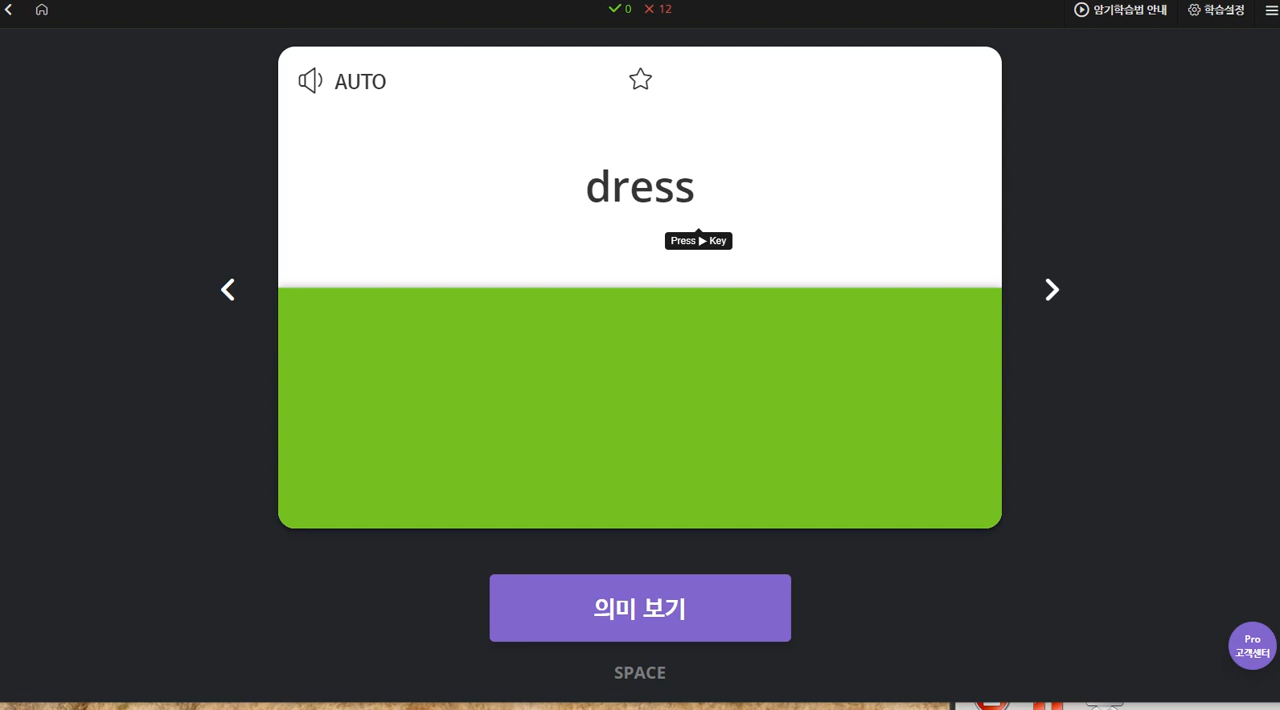 0 12 암기학습법 안내 학습설정
AUTO
dress
Press ▶ Key
의미 보기
SPACE
Pro
고객센터